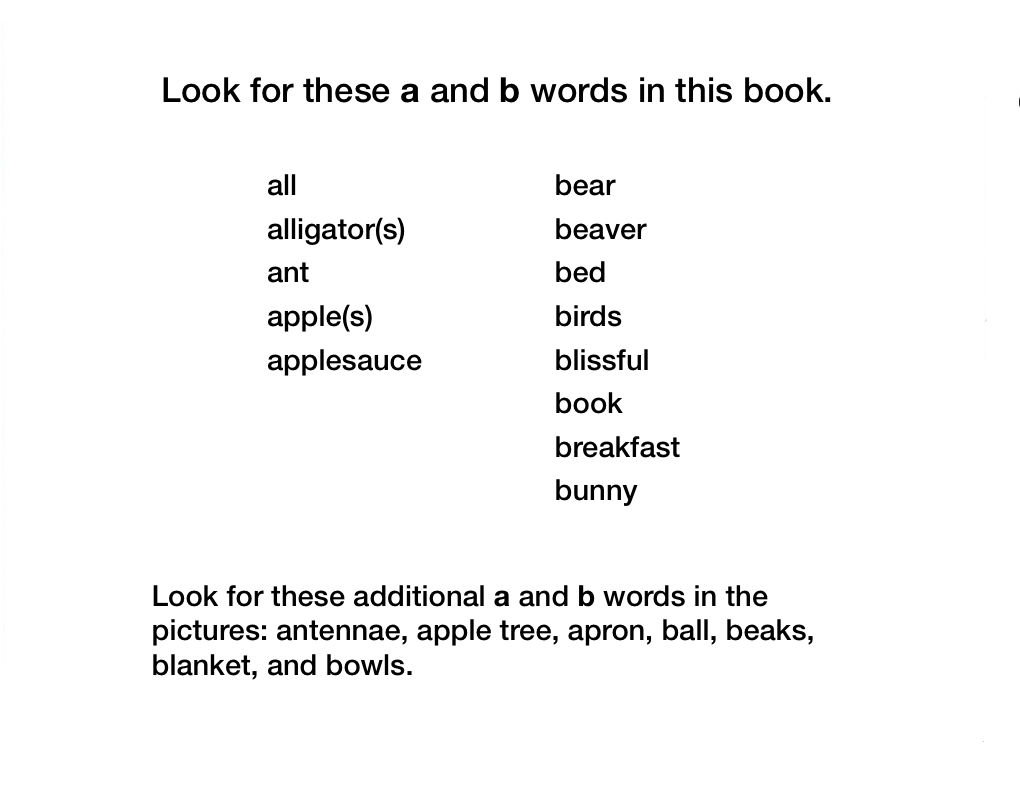 Look for these a and b words in this book.
all
alligator(s)
ant
apple(s)
applesauce
bear
beaver
bed
birds
blissful
book
breakfast
bunny
Look for these additional a and b words in the
pictures: antennae, apple tree, apron, ball, beaks,
blanket, and bowls.